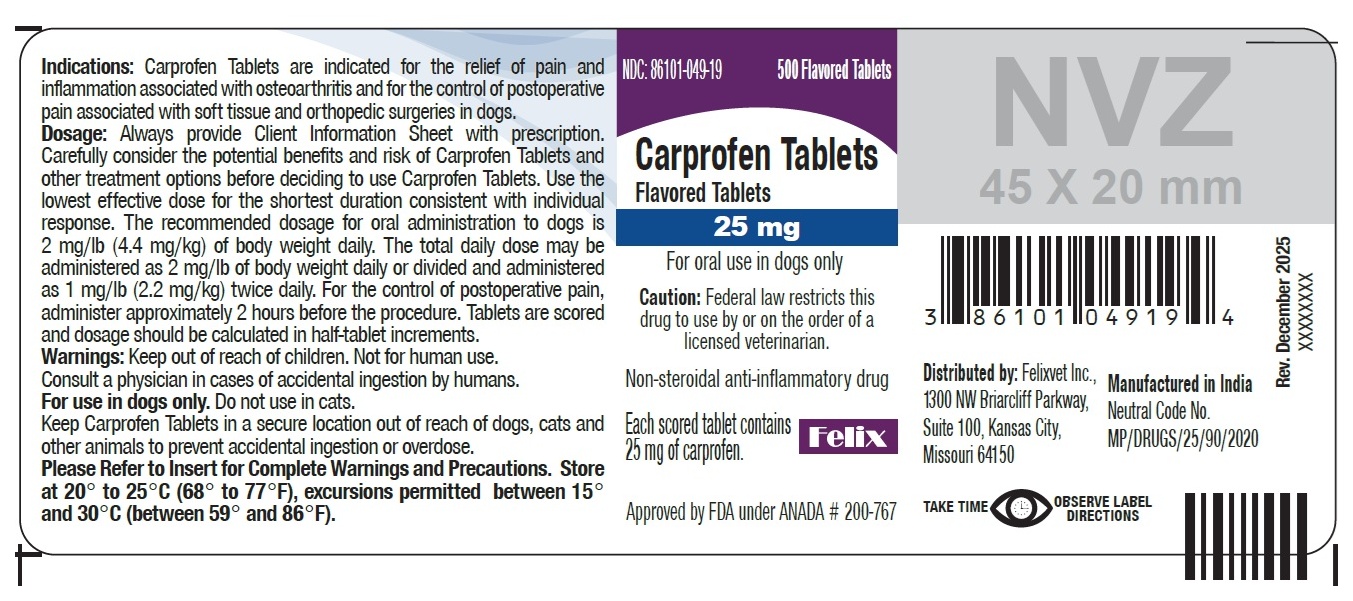 Indications: Carprofen Tablets are indicated for the relief of pain and
inflammation associated with osteoarthritis and for the control of postoperative
pain associated with soft tissue and orthopedic surgeries in dogs.
Dosage: Always provide Client Information Sheet with prescription.
Carefully consider the potential benefits and risk of Carprofen Tablets and
other treatment options before deciding to use Carprofen Tablets. Use the
lowest effective dose for the shortest duration consistent with individual
response. The recommended dosage for oral administration to dogs is
2 mg/lb (4.4 mg/kg) of body weight daily. The total daily dose may be
administered as 2 mg/lb of body weight daily or divided and administered
as 1 mg/lb (2.2 mg/kg) twice daily. For the control of postoperative pain,
administer approximately 2 hours before the procedure. Tablets are scored
and dosage should be calculated in half-tablet increments.
Warnings: Keep out of reach of children. Not for human use.
Consult a physician in cases of accidental ingestion by humans.
For use in dogs only. Do not use in cats.
Keep Carprofen Tablets in a secure location out of reach of dogs, cats and
other animals to prevent accidental ingestion or overdose.
Please Refer to Insert for Complete Warnings and Precautions. Store
at 20° to 25°C (68° to 77°F), excursions permitted between 15°
and 30°C (between 59° and 86°F).
NDC: 86101-049-19 500 Flavored Tablets
Carprofen Tablets
Flavored Tablets
25 mg
For oral use in dogs only
Caution: Federal law restricts this
drug to use by or on the order of a
licensed veterinarian.
Non-steroidal anti-inflammatory drug
Each scored tablet contains
25 mg of carprofen.
Felix
Approved by FDA under ANADA # 200-767
NVZ
45 X 20 mm
3 86101 04919 4
Rev. December 2025
XXXXXXXX
Distributed by: Felixvet Inc.,
1300 NW Briarcliff Parkway,
Suite 100, Kansas City,
Missouri 64150
Manufactured in India
Neutral Code No.
MP/DRUGS/25/90/2020
TAKE TIME
OBSERVE LABEL
DIRECTIONS